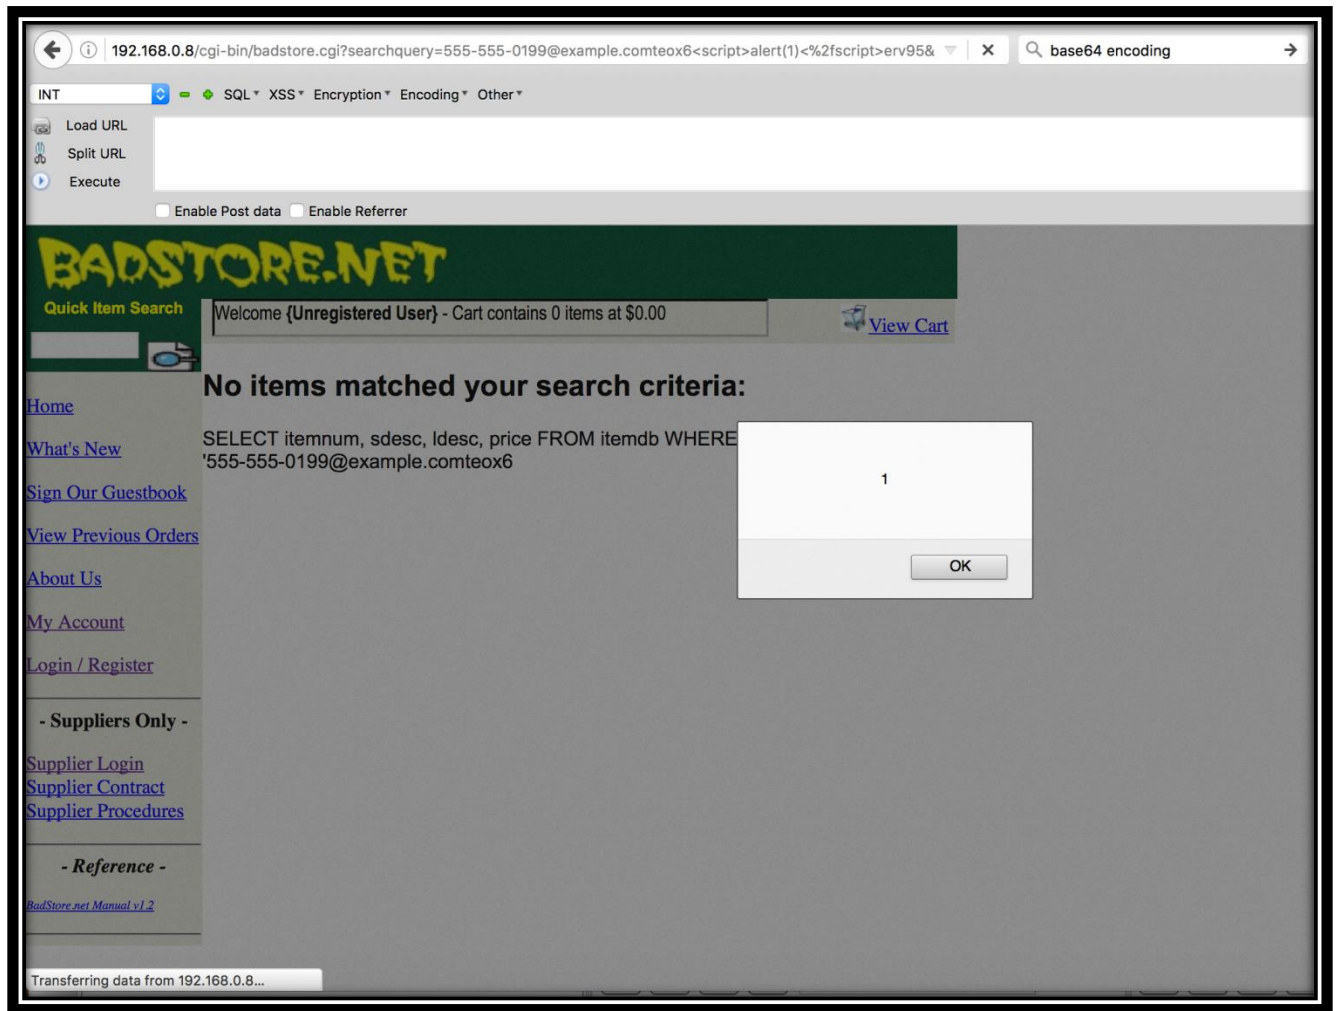 192.168.0.8/cgi-bin/badstore.cgi?searchquery=555-555-0199@example.comteox6<script>alert(1)<%2fscript>erv95&
base64 encoding
INT SQL XSS Encryption Encoding Other
Load URL
Split URL
Execute
Enable Post data Enable Referrer
BADSTORE.NET
Quick Item Search
Welcome {Unregistered User} - Cart contains 0 items at $0.00
View Cart
No items matched your search criteria:
SELECT itemnum, sdesc, ldesc, price FROM itemdb WHERE
'555-555-0199@example.comteox6
1
OK
Home
What's New
Sign Our Guestbook
View Previous Orders
About Us
My Account
Login / Register
- Suppliers Only -
Supplier Login
Supplier Contract
Supplier Procedures
- Reference -
BadStore.net Manual v1.2
Transferring data from 192.168.0.8...